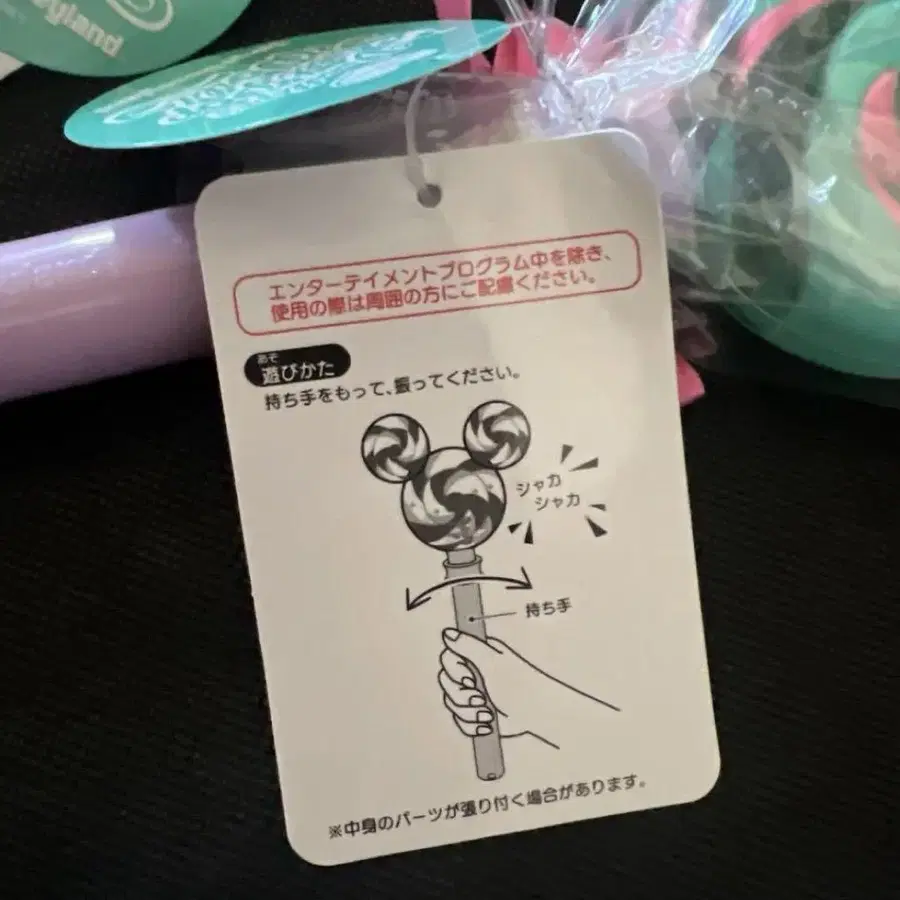 エンターテイメントプログラム中を除き、
使用の際は周囲の方にご配慮ください。
あそ
遊びかた
持ち手をもって、振ってください。
シャカ
シャカ
持ち手
※中身のパーツが張り付く場合があります。